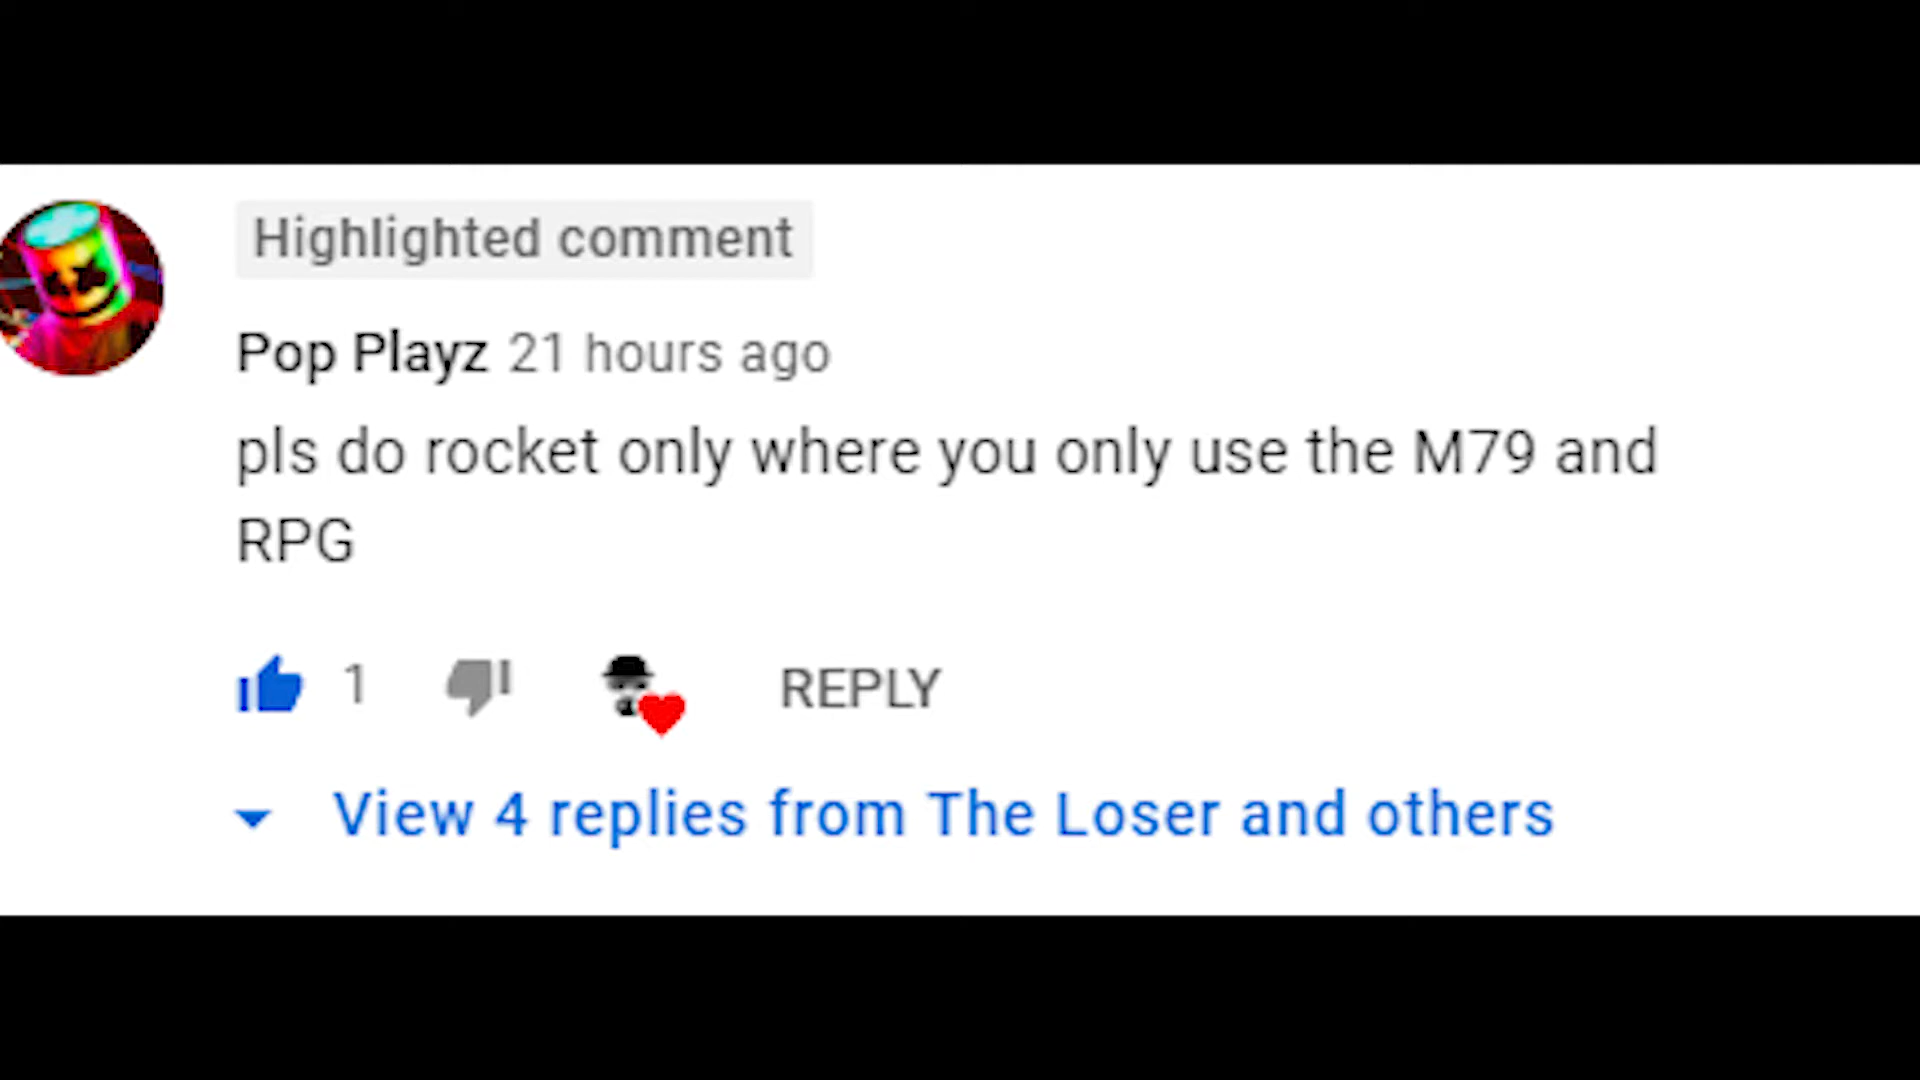 Highlighted comment
Pop Playz 21 hours ago
pls do rocket only where you only use the M79 and
RPG
1 REPLY
View 4 replies from The Loser and others